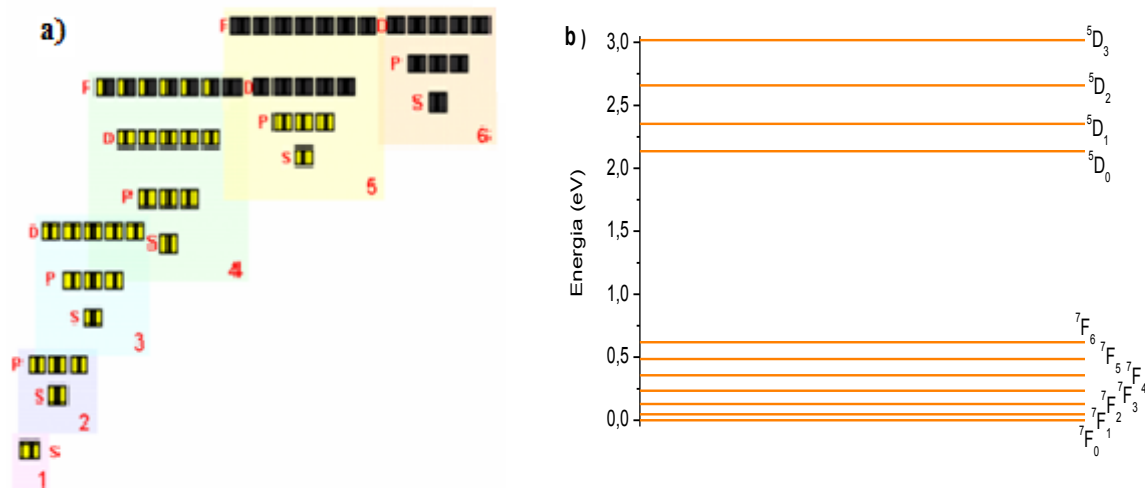 a)
F D
P
S
6
F D
P
S
5
D
P
S
4
D
P
S
3
P
S
2
S
1
b)
3,0
2,5
2,0
1,5
1,0
0,5
0,0
Energia (eV)
⁵D₃
⁵D₂
⁵D₁
⁵D₀
⁷F₆
⁷F₅
⁷F₄
⁷F₃
⁷F₂
⁷F₁
⁷F₀